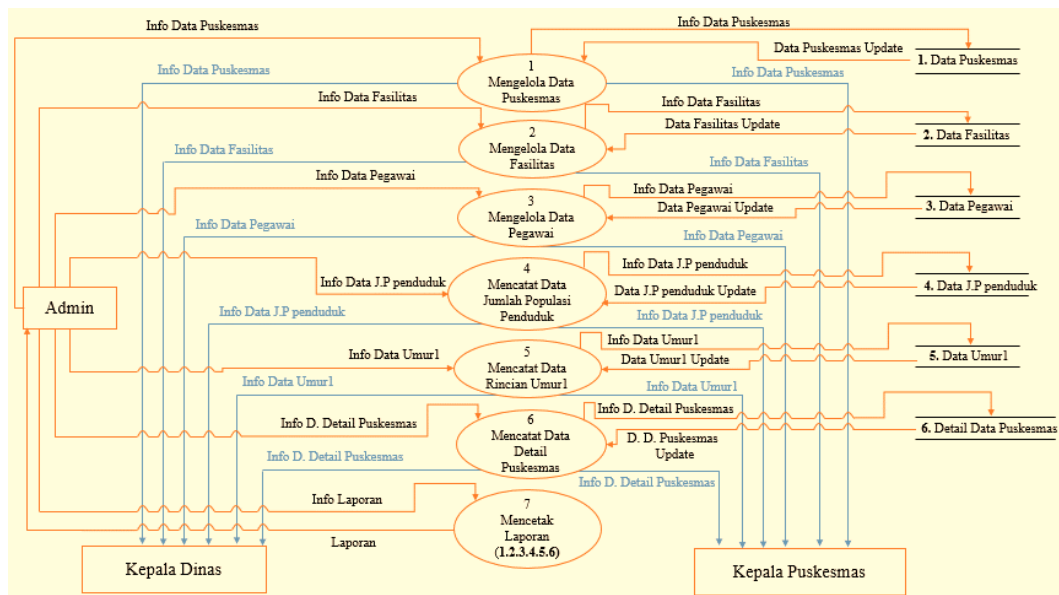 Info Data Puskesmas
Info Data Puskesmas
Data Puskesmas Update
1. Data Puskesmas
Info Data Puskesmas
1
Mengelola Data
Puskesmas
Info Data Puskesmas
Info Data Fasilitas
Info Data Fasilitas
Data Fasilitas Update
2. Data Fasilitas
2
Mengelola Data
Fasilitas
Info Data Fasilitas
Info Data Fasilitas
Info Data Pegawai
Info Data Pegawai
Data Pegawai Update
3. Data Pegawai
3
Mengelola Data
Pegawai
Info Data Pegawai
Info Data Pegawai
Info Data J.P penduduk
Info Data J.P penduduk
Data J.P penduduk Update
4. Data J.P penduduk
4
Mencatat Data
Jumlah Populasi
Penduduk
Admin
Info Data J.P penduduk
Info Data J.P penduduk
Info Data Umur1
Info Data Umur1
Data Umur1 Update
5. Data Umur1
5
Mencatat Data
Rincian Umur1
Info Data Umur1
Info Data Umur1
Info D. Detail Puskesmas
Info D. Detail Puskesmas
D. D. Puskesmas
Update
6. Detail Data Puskesmas
6
Mencatat Data
Detail
Puskesmas
Info D. Detail Puskesmas
Info D. Detail Puskesmas
Info Laporan
7
Mencetak
Laporan
(1.2.3.4.5.6)
Laporan
Kepala Dinas
Kepala Puskesmas